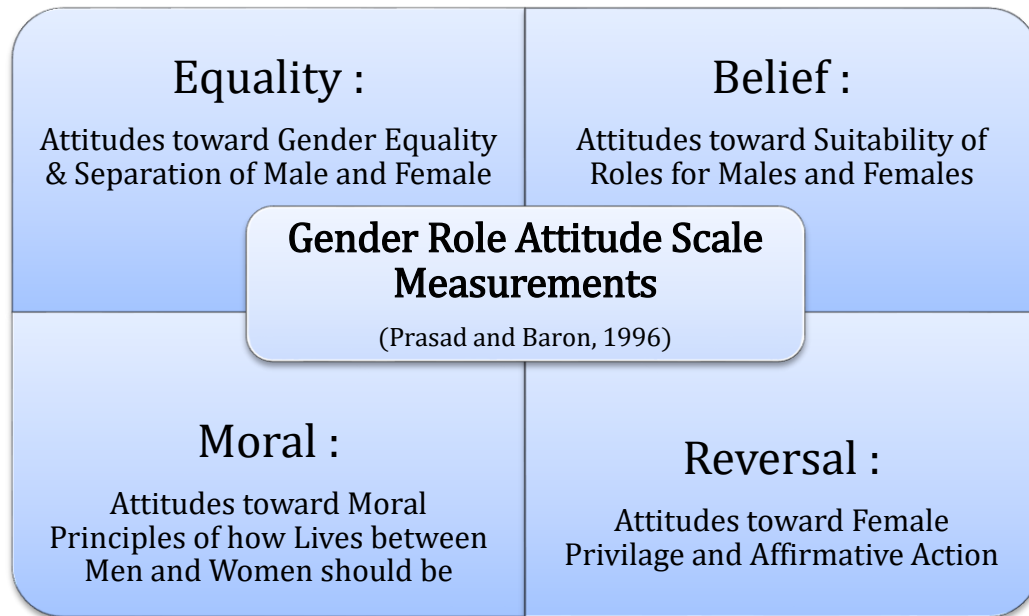 Equality :
Attitudes toward Gender Equality
& Separation of Male and Female
Belief :
Attitudes toward Suitability of
Roles for Males and Females
Gender Role Attitude Scale
Measurements
(Prasad and Baron, 1996)
Moral :
Attitudes toward Moral
Principles of how Lives between
Men and Women should be
Reversal :
Attitudes toward Female
Privilage and Affirmative Action